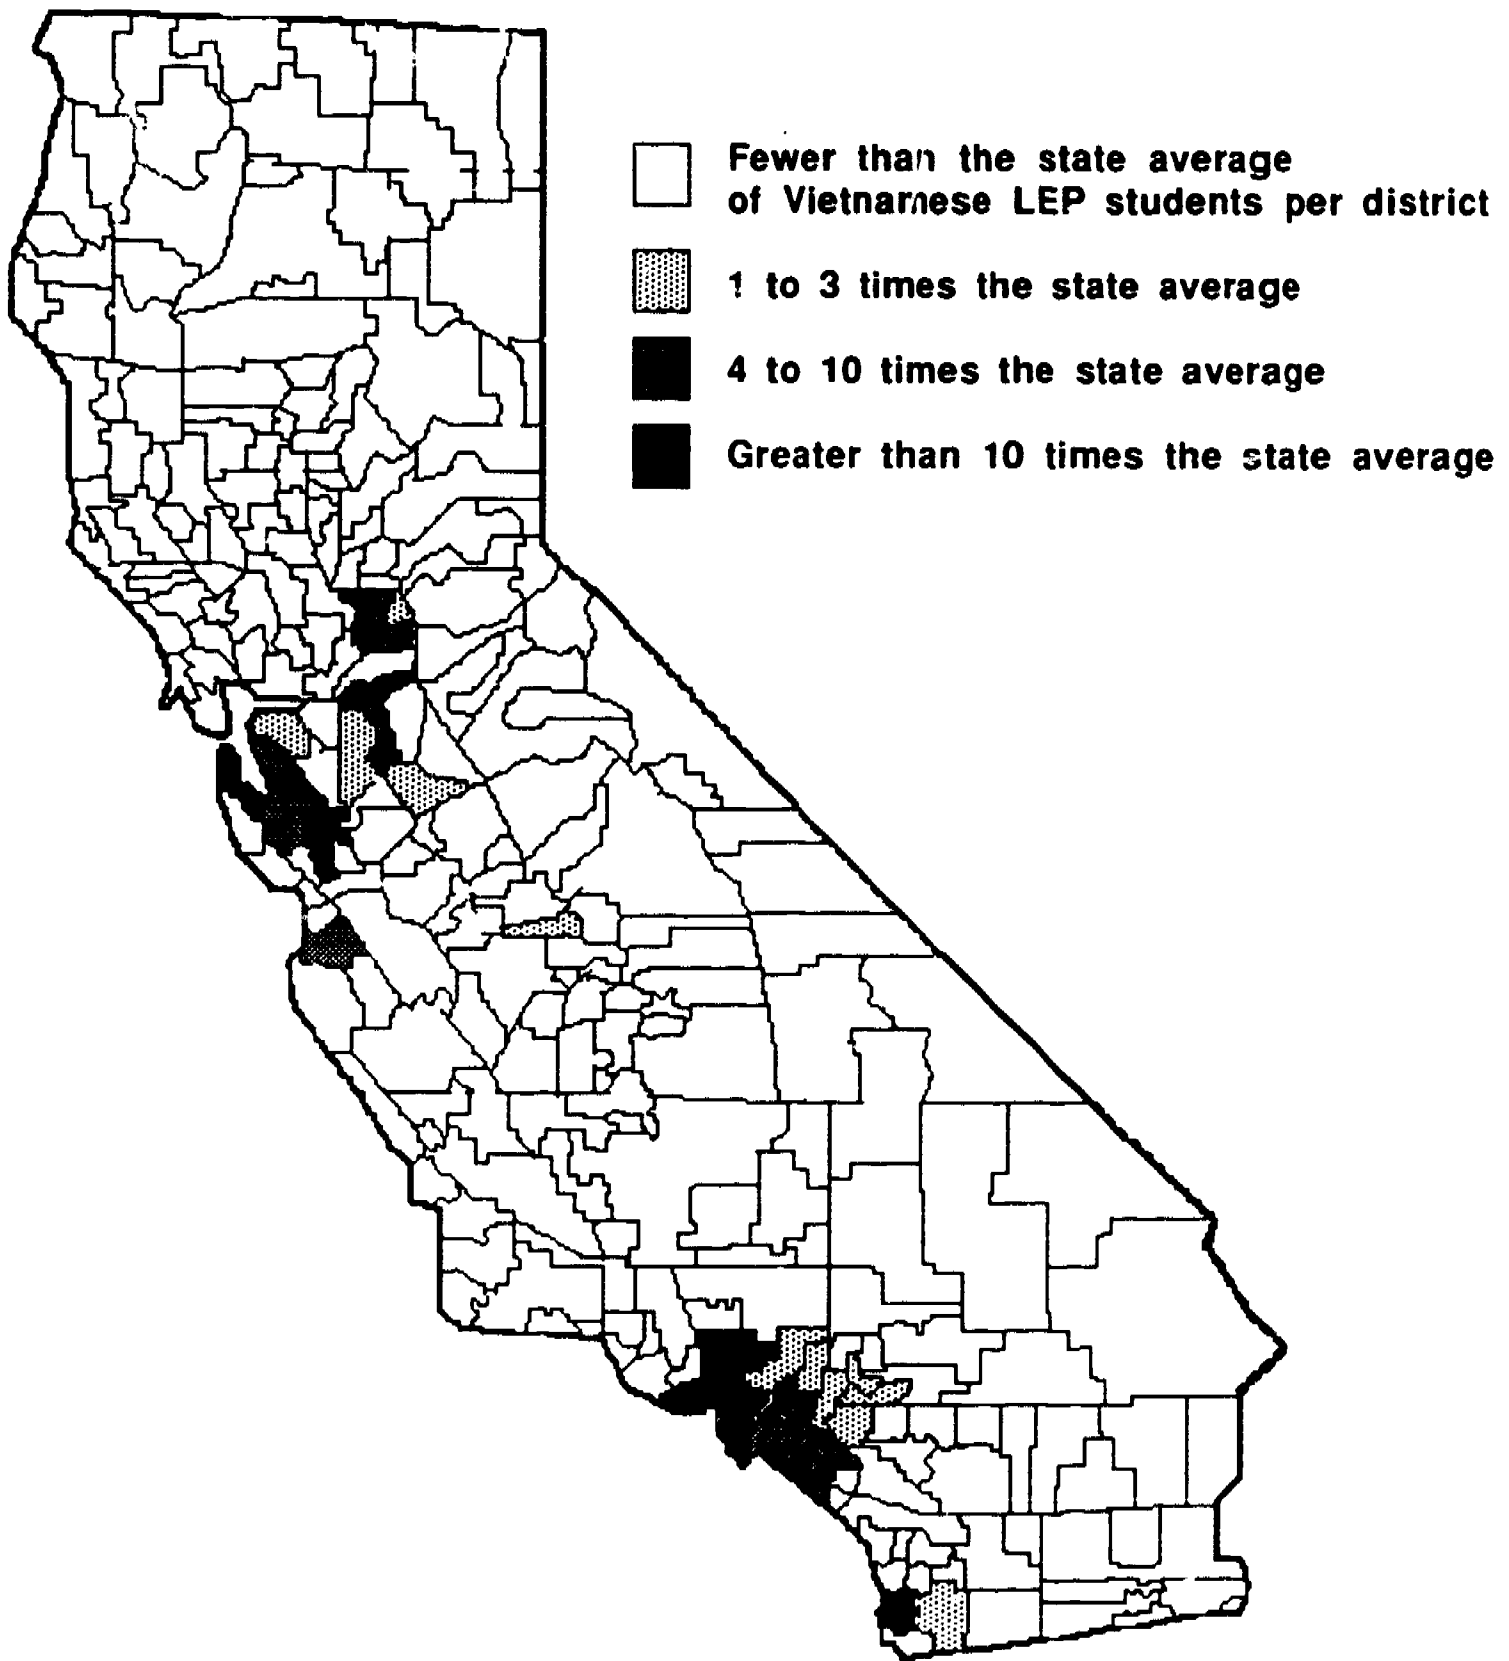 Fewer than the state average
of Vietnamese LEP students per district
1 to 3 times the state average
4 to 10 times the state average
Greater than 10 times the state average